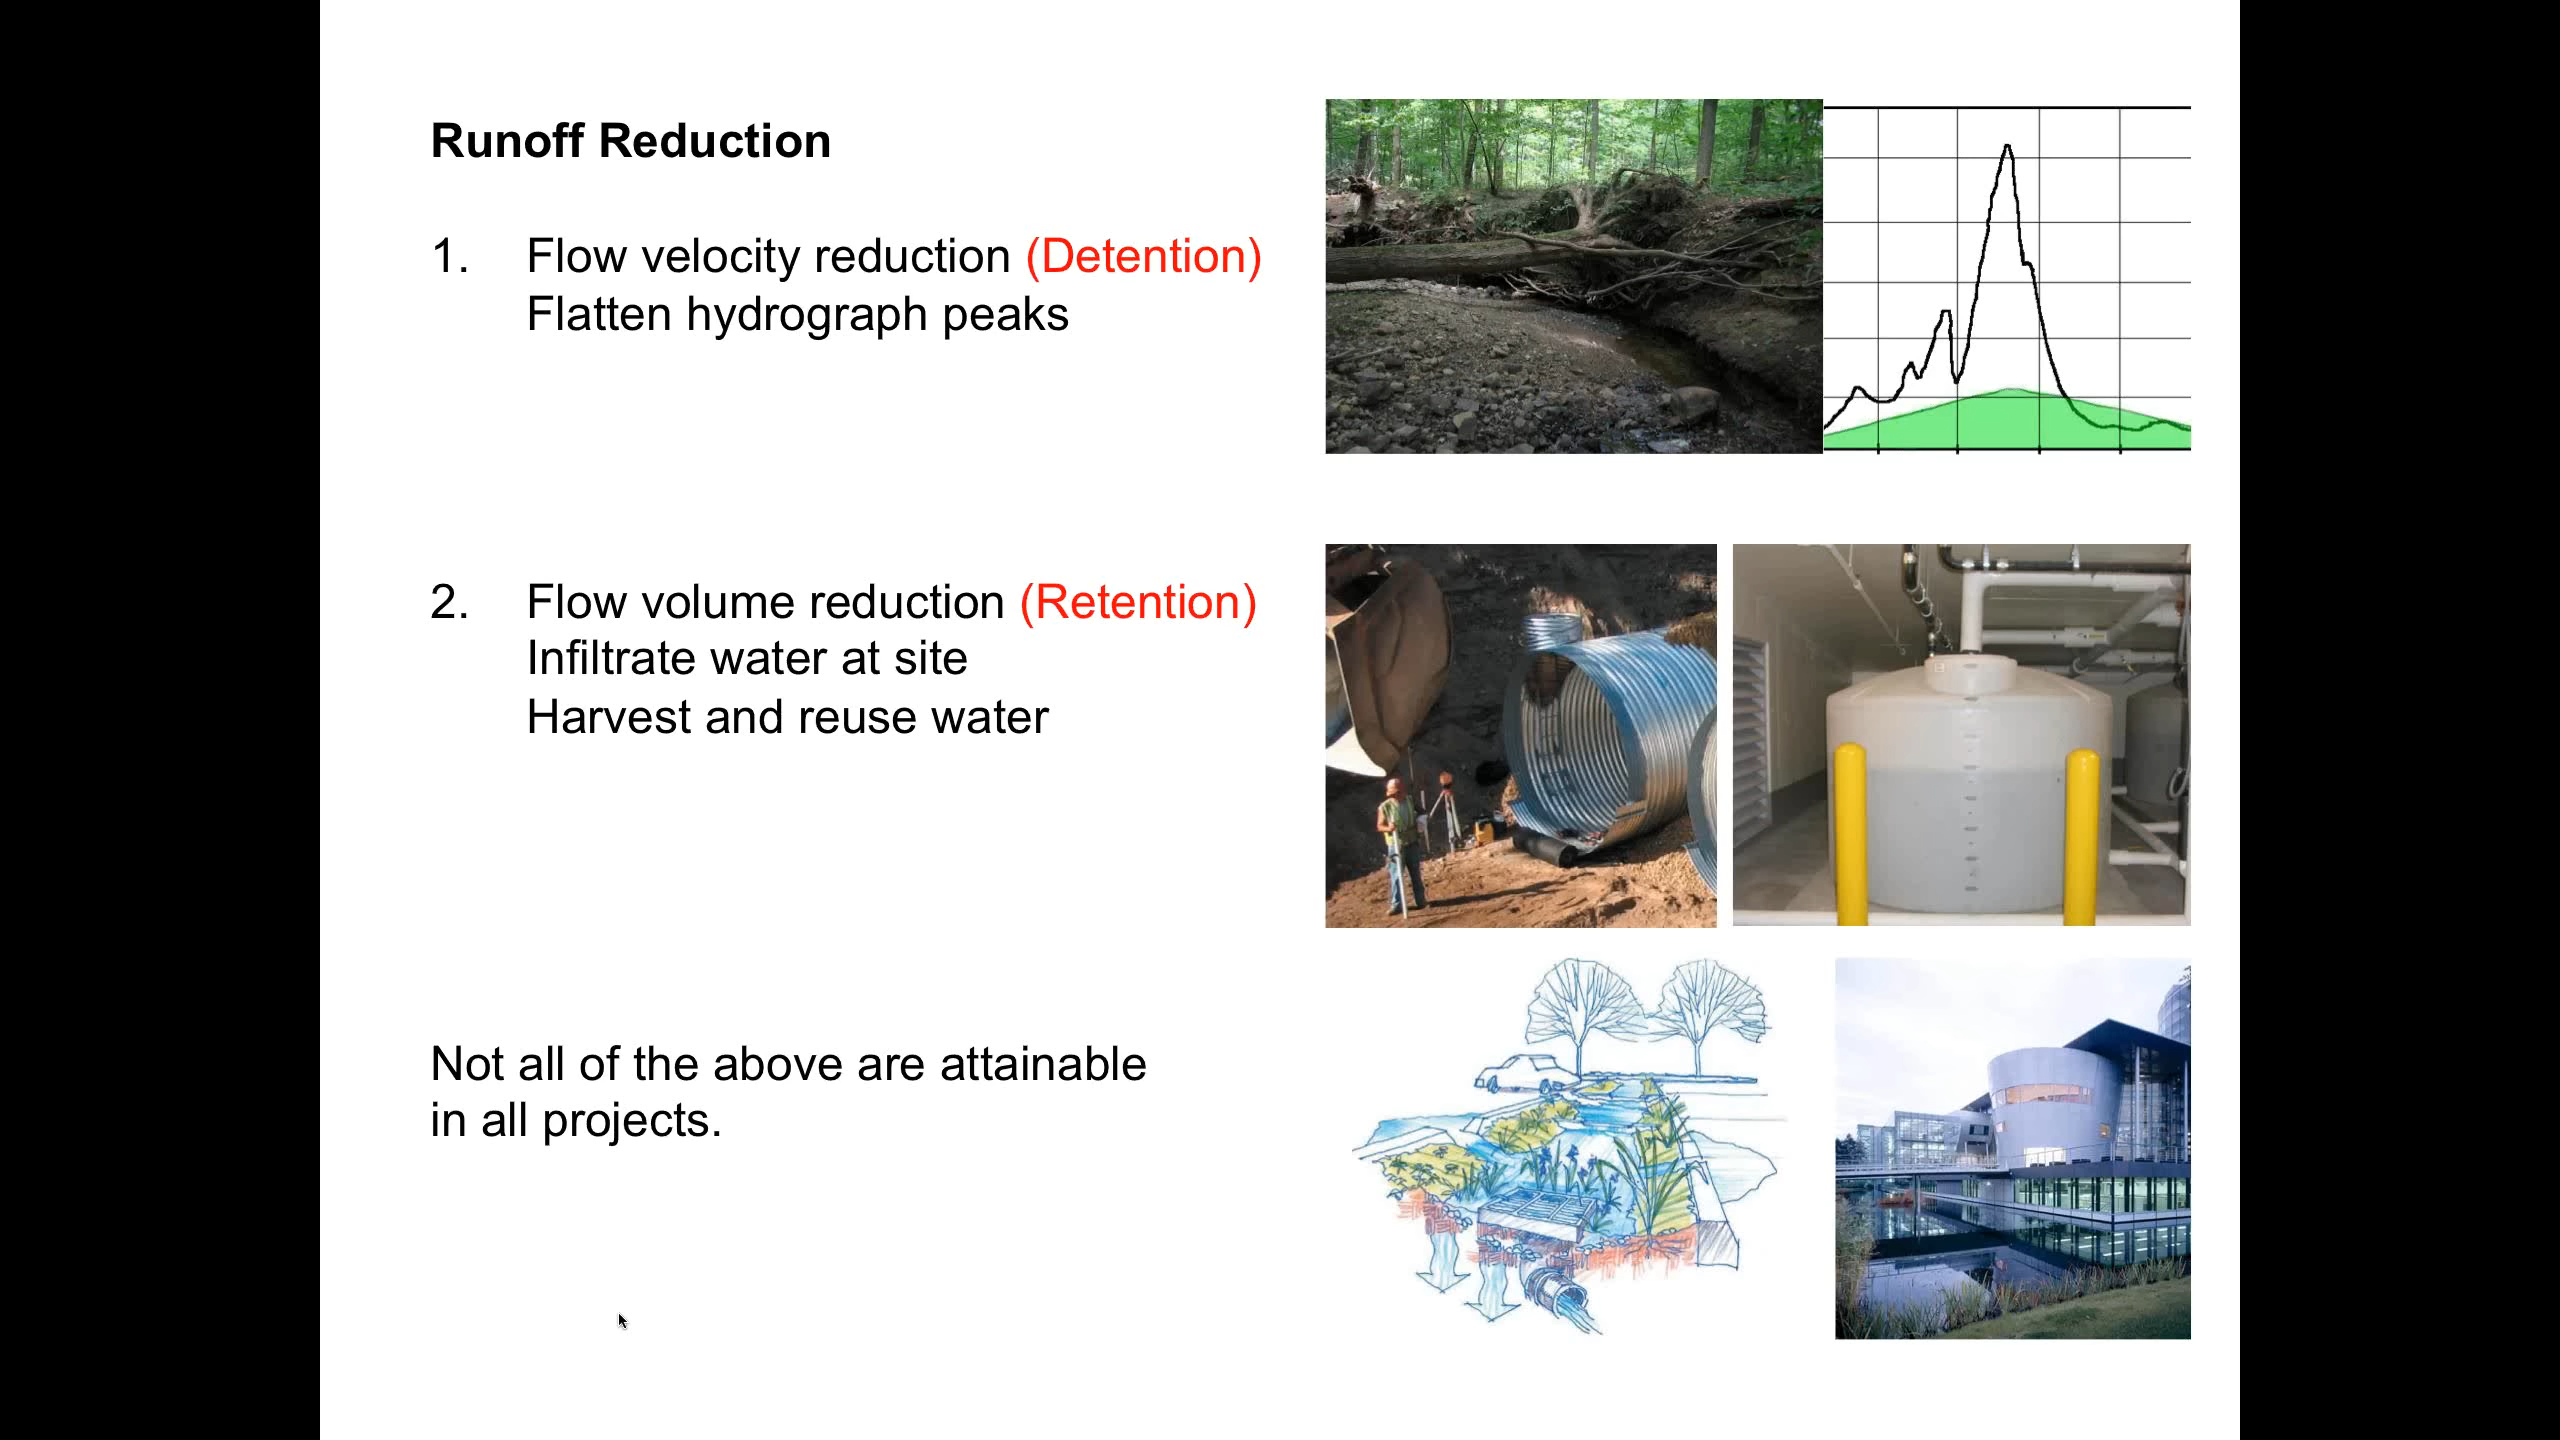 Runoff Reduction
1. Flow velocity reduction (Detention)
Flatten hydrograph peaks
2. Flow volume reduction (Retention)
Infiltrate water at site
Harvest and reuse water
Not all of the above are attainable
in all projects.